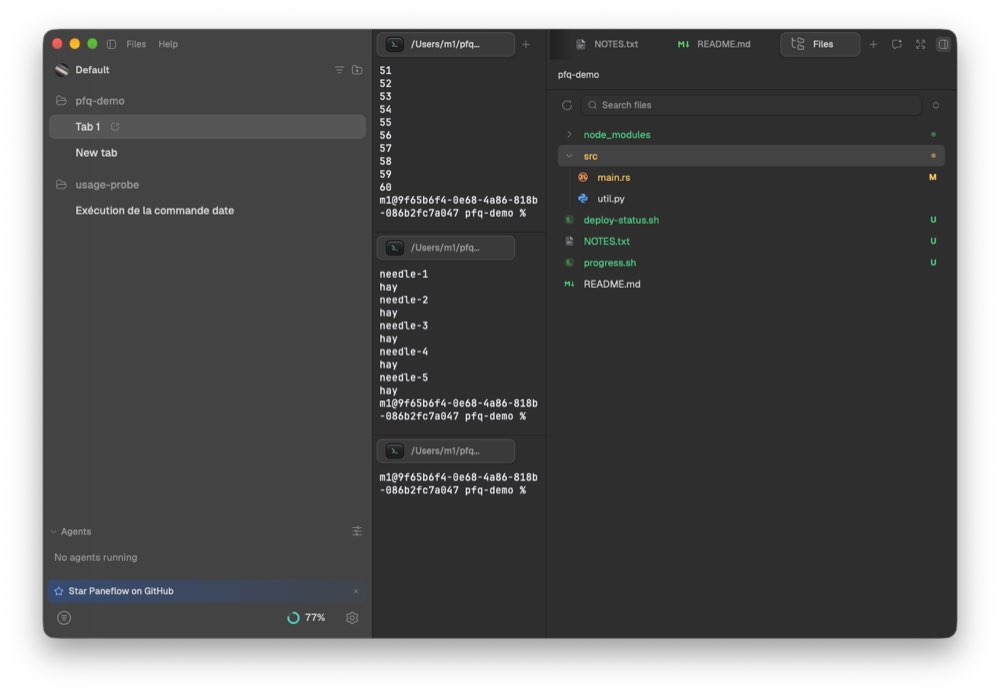 Files Help
Default
pfq-demo
Tab 1
New tab
usage-probe
Exécution de la commande date
Agents
No agents running
Star Paneflow on GitHub
77%
/Users/m1/pfq…
51
52
53
54
55
56
57
58
59
60
m1@9f65b6f4-0e68-4a86-818b
-086b2fc7a047 pfq-demo %
/Users/m1/pfq…
needle-1
hay
needle-2
hay
needle-3
hay
needle-4
hay
needle-5
hay
m1@9f65b6f4-0e68-4a86-818b
-086b2fc7a047 pfq-demo %
/Users/m1/pfq…
m1@9f65b6f4-0e68-4a86-818b
-086b2fc7a047 pfq-demo %
NOTES.txt M↓ README.md Files
pfq-demo
Search files
node_modules
src
main.rs M
util.py
deploy-status.sh U
NOTES.txt U
progress.sh U
M↓ README.md